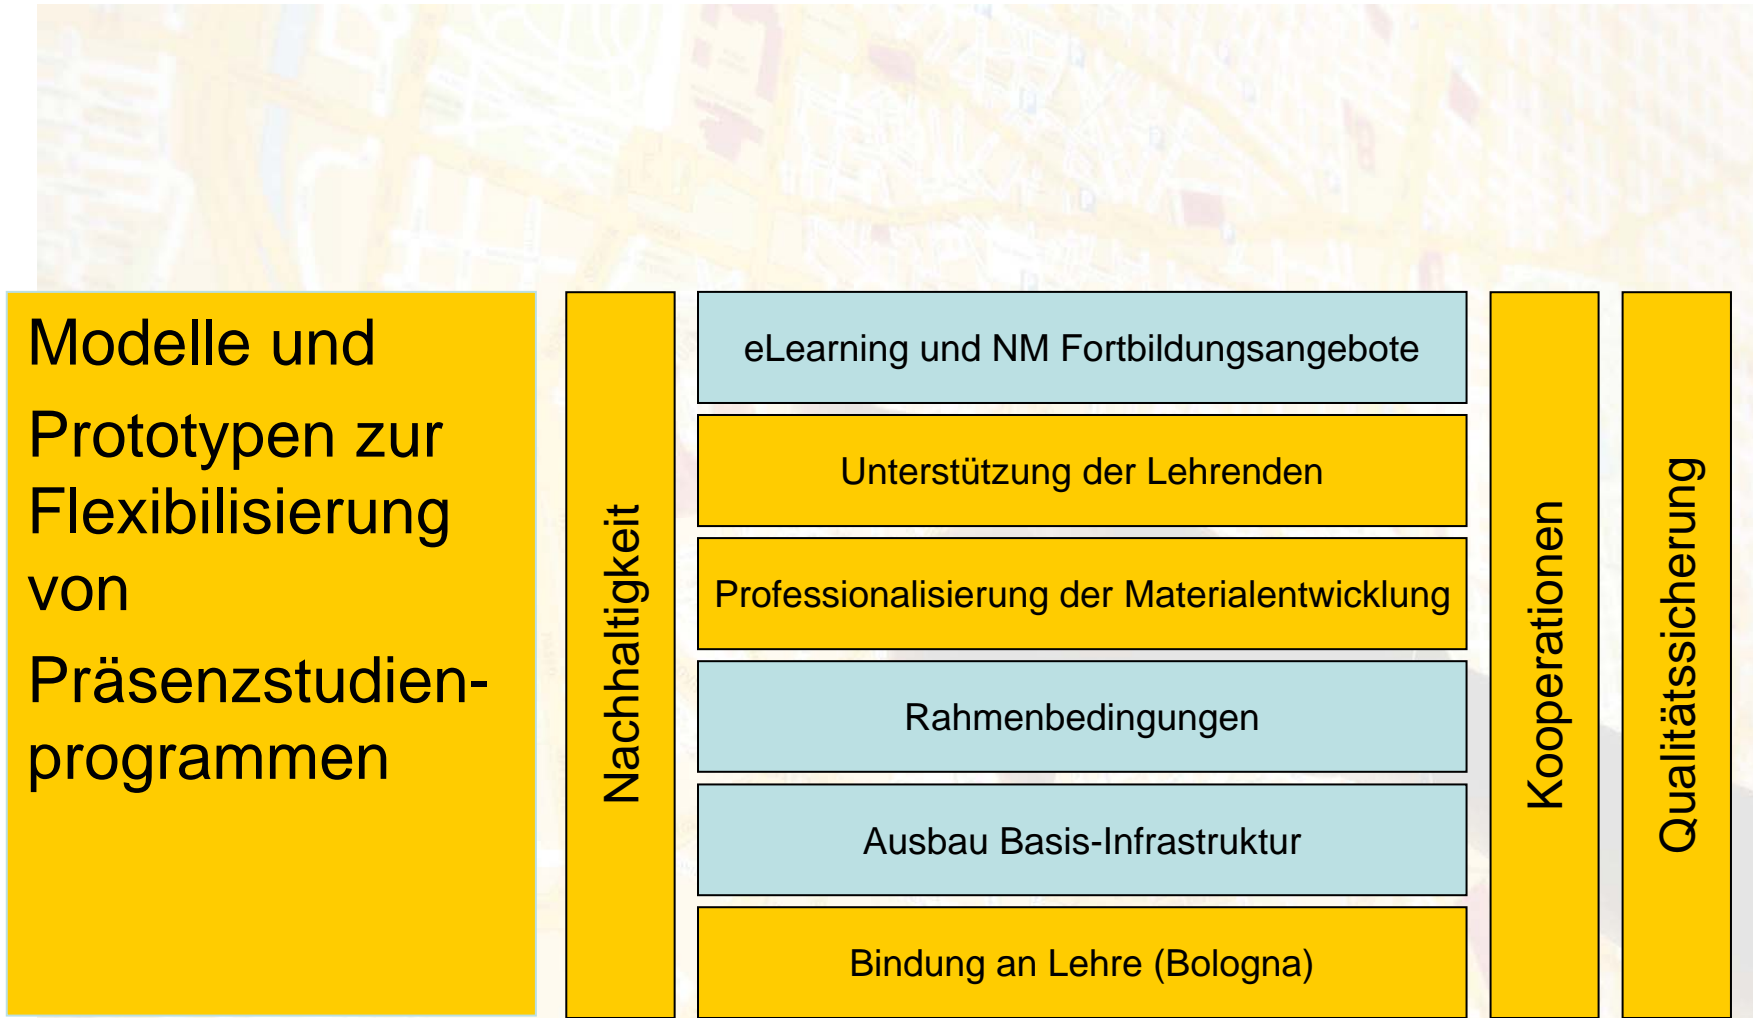 Modelle und
Prototypen zur
Flexibilisierung
von
Präsenzstudien-
programmen
Nachhaltigkeit
eLearning und NM Fortbildungsangebote
Unterstützung der Lehrenden
Professionalisierung der Materialentwicklung
Rahmenbedingungen
Ausbau Basis-Infrastruktur
Bindung an Lehre (Bologna)
Kooperationen
Qualitätssicherung